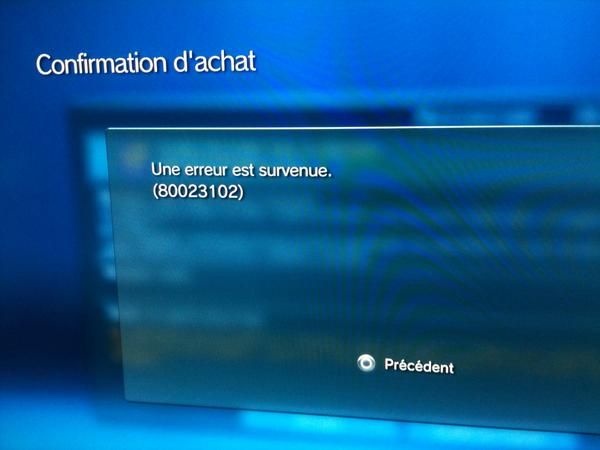 Confirmation d'achat
Une erreur est survenue.
(80023102)
Précédent